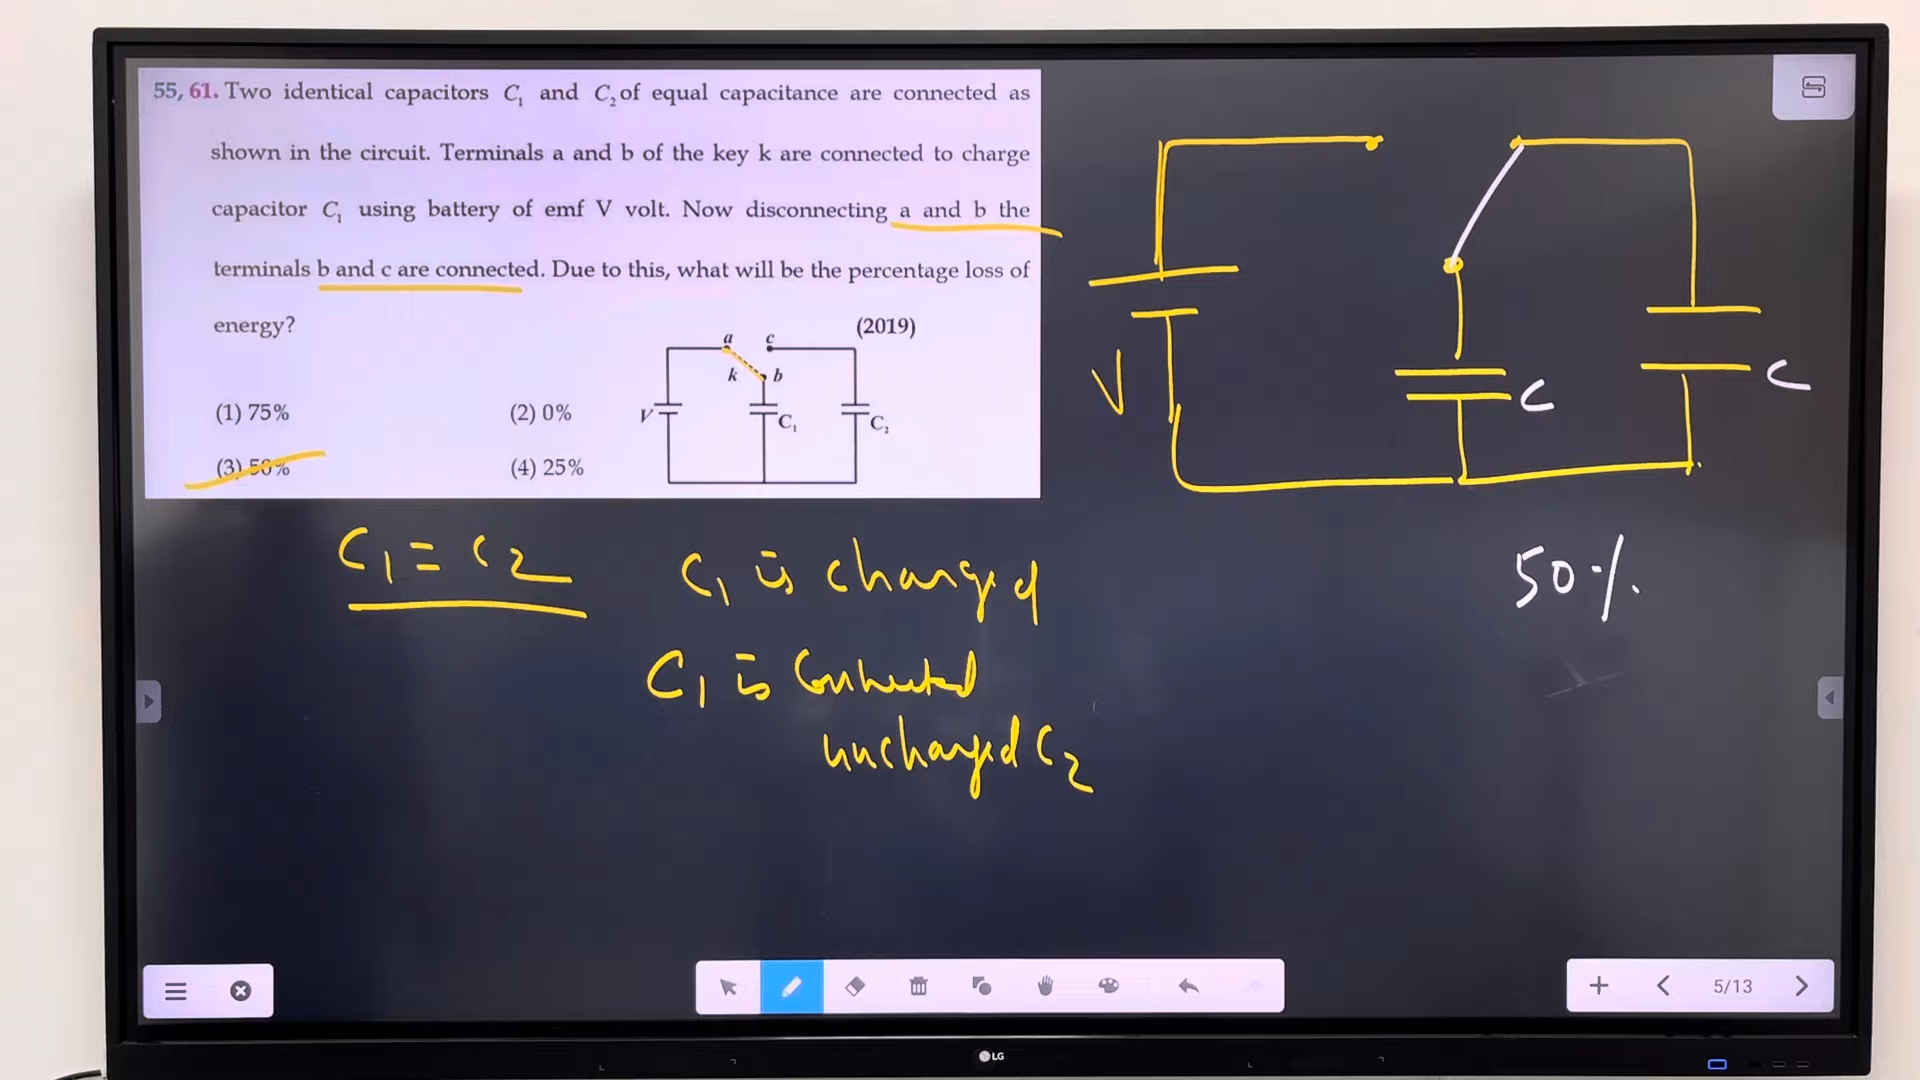 55, 61. Two identical capacitors C₁ and C₂ of equal capacitance are connected as
shown in the circuit. Terminals a and b of the key k are connected to charge
capacitor C₁ using battery of emf V volt. Now disconnecting a and b the
terminals b and c are connected. Due to this, what will be the percentage loss of
energy?
(2019)
(1) 75%
(2) 0%
(3) 50%
(4) 25%
a
c
k
b
V
C₁
C₂
V
C
C
C₁ = C₂
C₁ is charged
50%
C₁ is Connected
uncharged C₂
5/13
LG